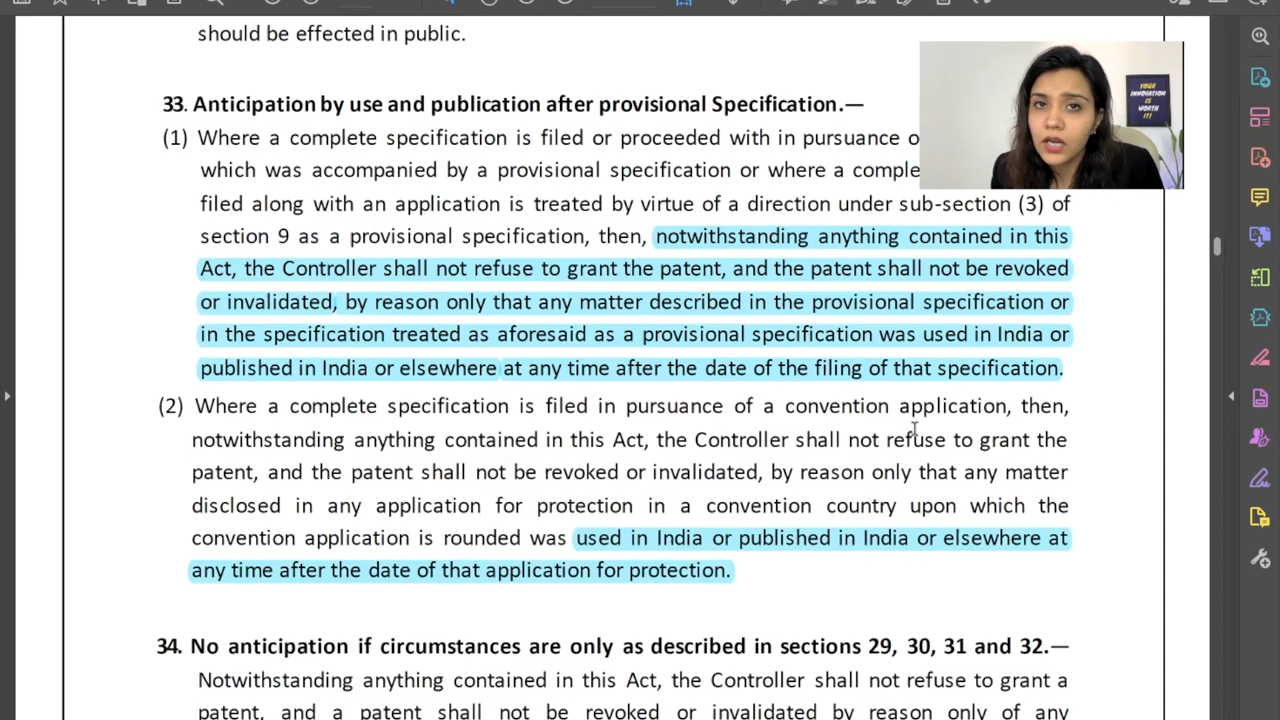 should be effected in public.
33. Anticipation by use and publication after provisional Specification.—
(1) Where a complete specification is filed or proceeded with in pursuance o
which was accompanied by a provisional specification or where a comple
filed along with an application is treated by virtue of a direction under sub-section (3) of
section 9 as a provisional specification, then, notwithstanding anything contained in this
Act, the Controller shall not refuse to grant the patent, and the patent shall not be revoked
or invalidated, by reason only that any matter described in the provisional specification or
in the specification treated as aforesaid as a provisional specification was used in India or
published in India or elsewhere at any time after the date of the filing of that specification.
(2) Where a complete specification is filed in pursuance of a convention application, then,
notwithstanding anything contained in this Act, the Controller shall not refuse to grant the
patent, and the patent shall not be revoked or invalidated, by reason only that any matter
disclosed in any application for protection in a convention country upon which the
convention application is rounded was used in India or published in India or elsewhere at
any time after the date of that application for protection.
34. No anticipation if circumstances are only as described in sections 29, 30, 31 and 32.—
Notwithstanding anything contained in this Act, the Controller shall not refuse to grant a
patent, and a patent shall not be revoked or invalidated by reason only of any
YOUR
INNOVATION
IS
WORTH
IT!